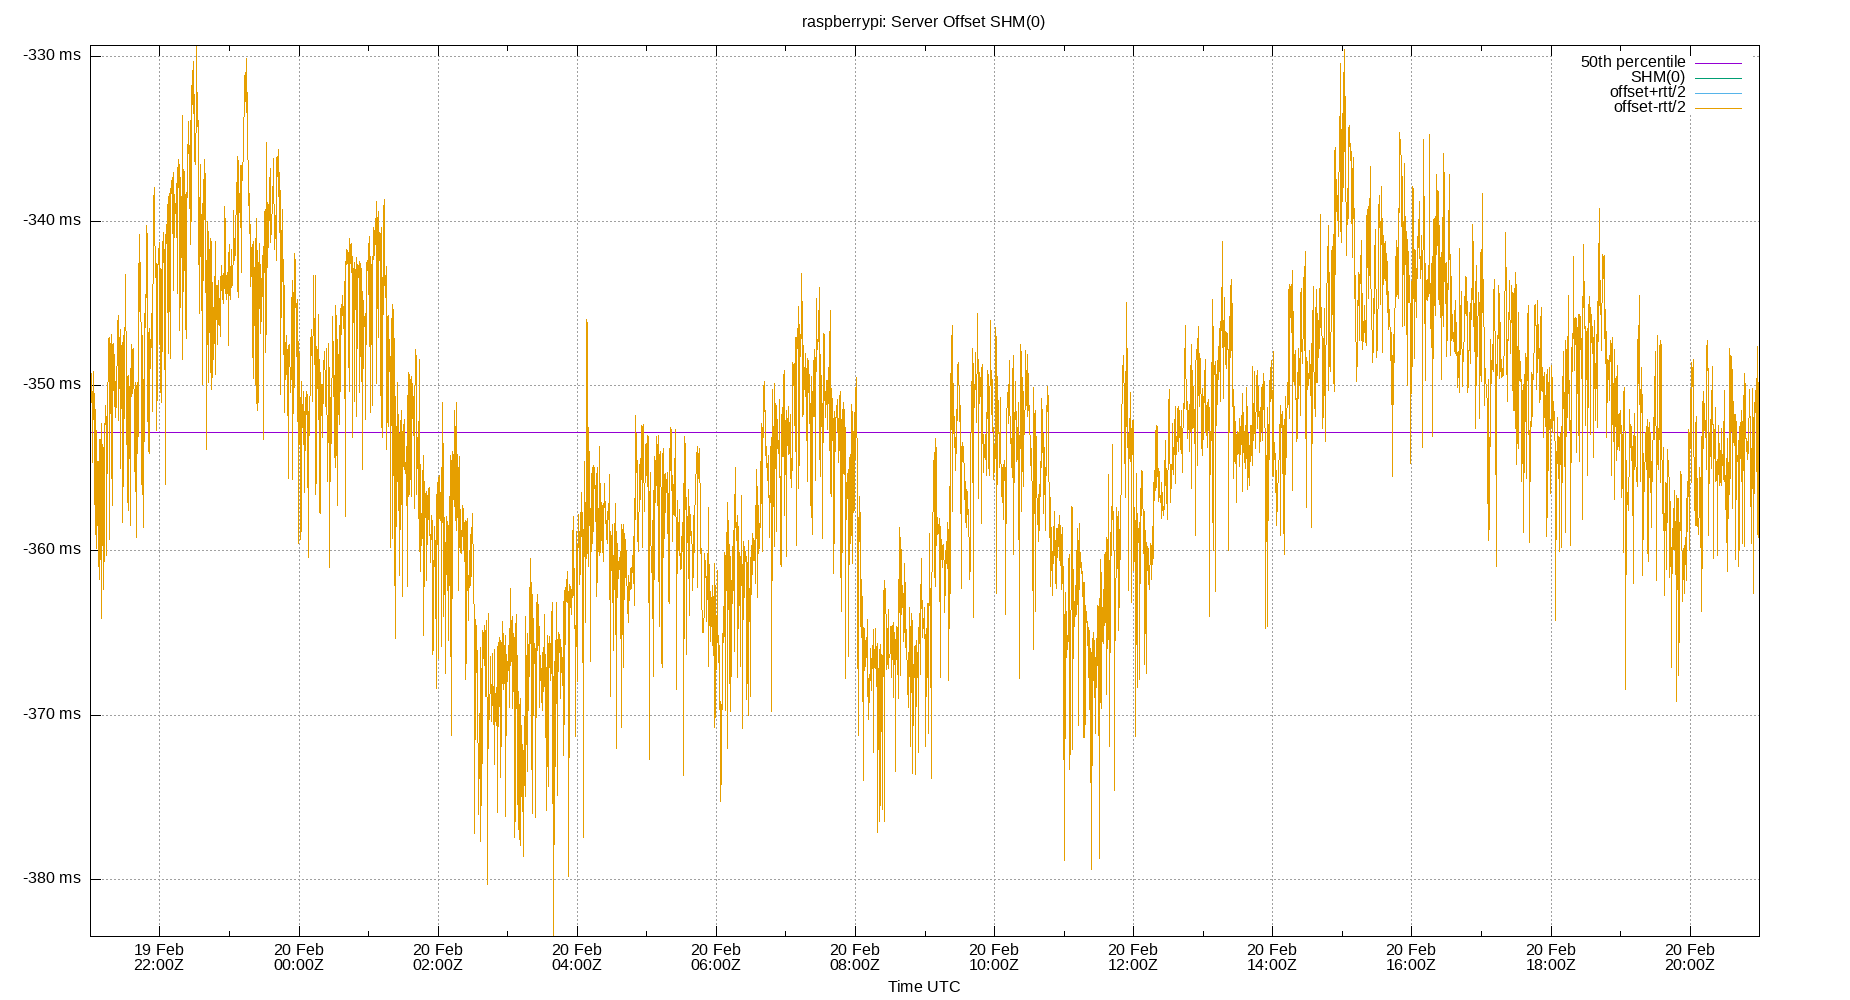 raspberrypi: Server Offset SHM(0)
-330 ms
-340 ms
-350 ms
-360 ms
-370 ms
-380 ms
50th percentile
SHM(0)
offset+rtt/2
offset-rtt/2
19 Feb
22:00Z
20 Feb
00:00Z
20 Feb
02:00Z
20 Feb
04:00Z
20 Feb
06:00Z
20 Feb
08:00Z
20 Feb
10:00Z
20 Feb
12:00Z
20 Feb
14:00Z
20 Feb
16:00Z
20 Feb
18:00Z
20 Feb
20:00Z
Time UTC